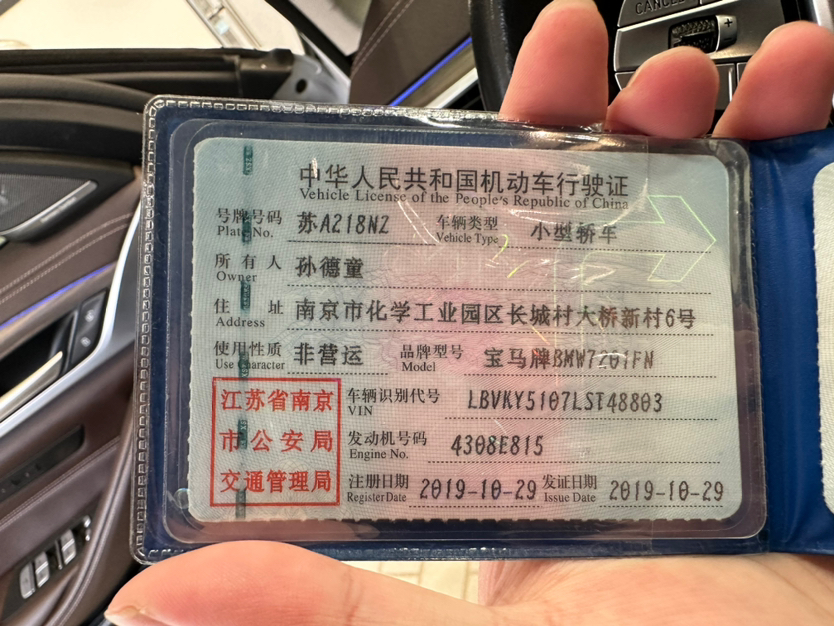 CANCEL
+
中华人民共和国机动车行驶证
Vehicle License of the People's Republic of China
号牌号码 苏A218NZ 车辆类型 小型轿车
Plate No. Vehicle Type
所有人 孙德童
Owner
住址 南京市化学工业园区长城村大桥新村6号
Address
使用性质 非营运 品牌型号 宝马牌BMW7201FN
Use Character Model
江苏省南京
市公安局
交通管理局
车辆识别代号 LBVKY5107LST48803
VIN
发动机号码 4308E815
Engine No.
注册日期 2019-10-29 发证日期 2019-10-29
Register Date Issue Date